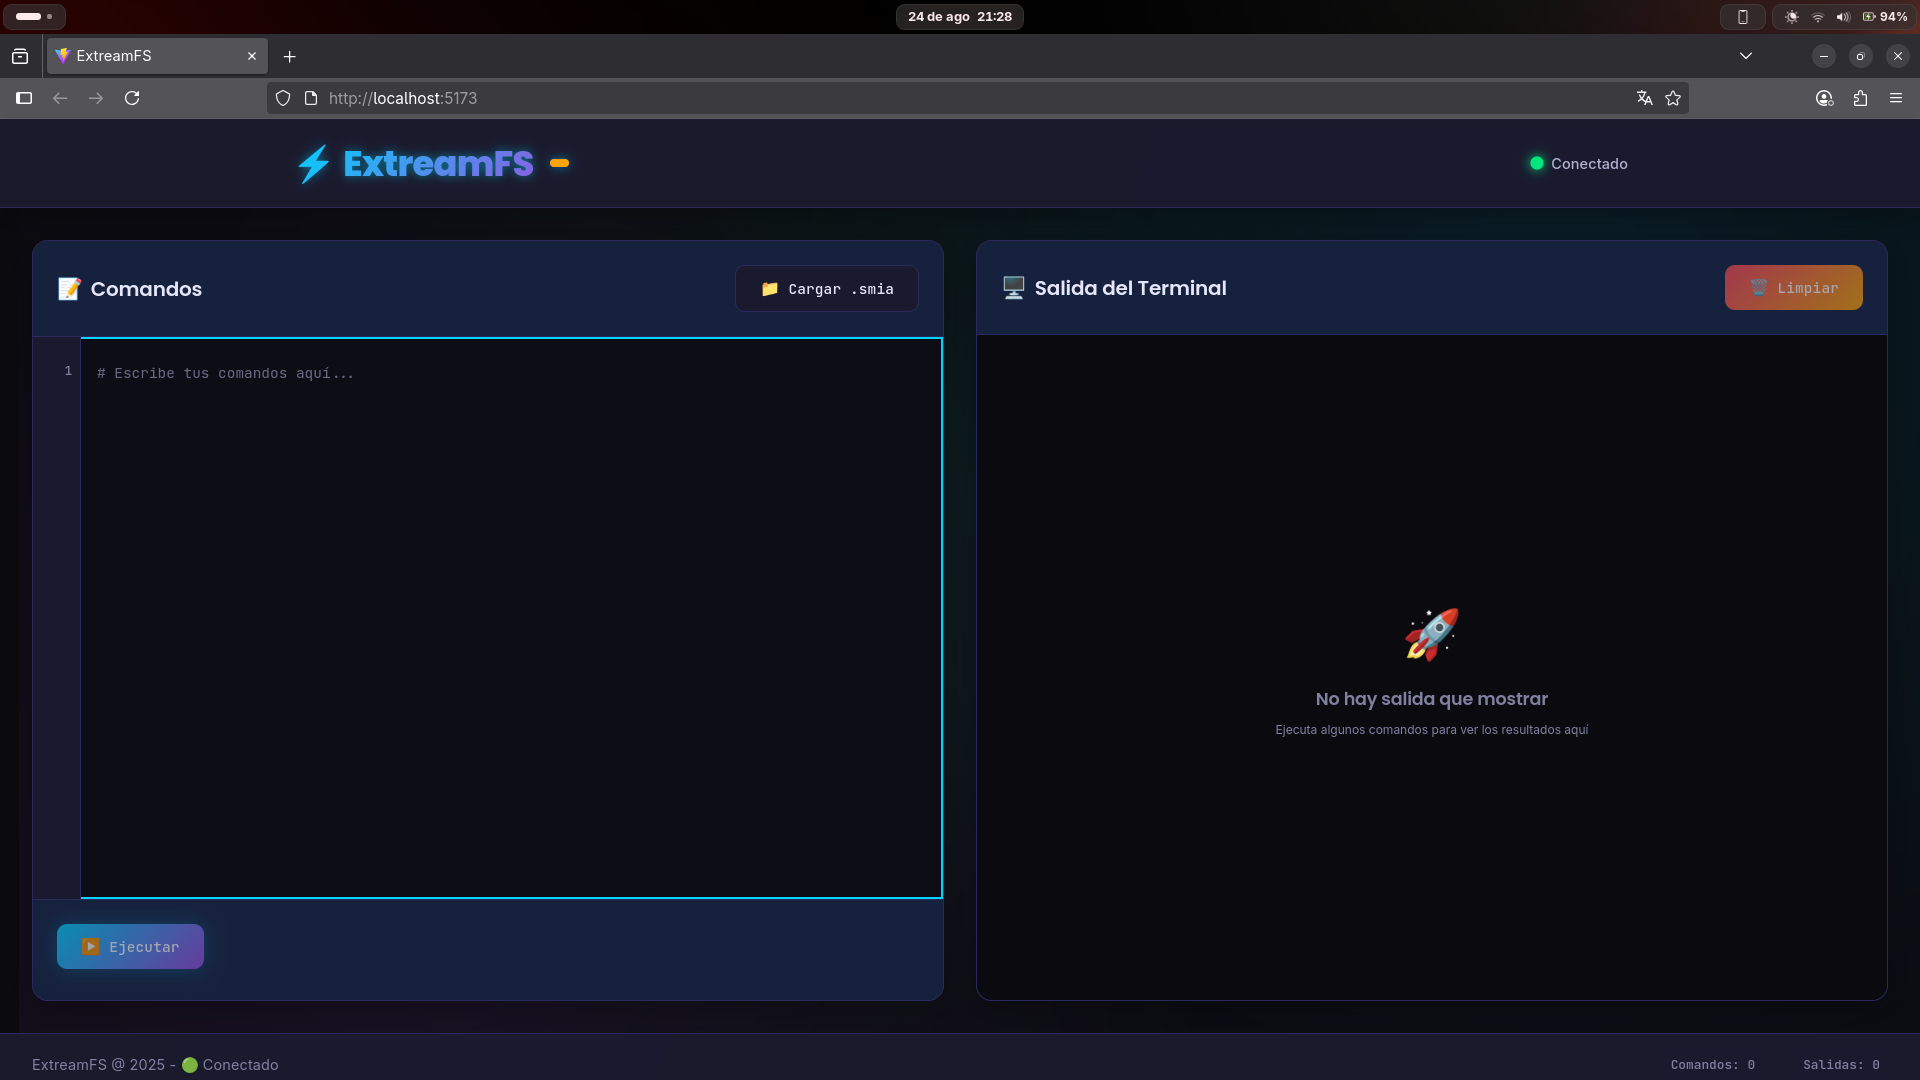 24 de ago 21:28
94%
ExtreamFS
http://localhost:5173
ExtreamFS
Conectado
Comandos
Cargar .smia
Salida del Terminal
Limpiar
1
# Escribe tus comandos aquí...
No hay salida que mostrar
Ejecuta algunos comandos para ver los resultados aquí
Ejecutar
ExtreamFS @ 2025 - 🟢 Conectado
Comandos: 0
Salidas: 0